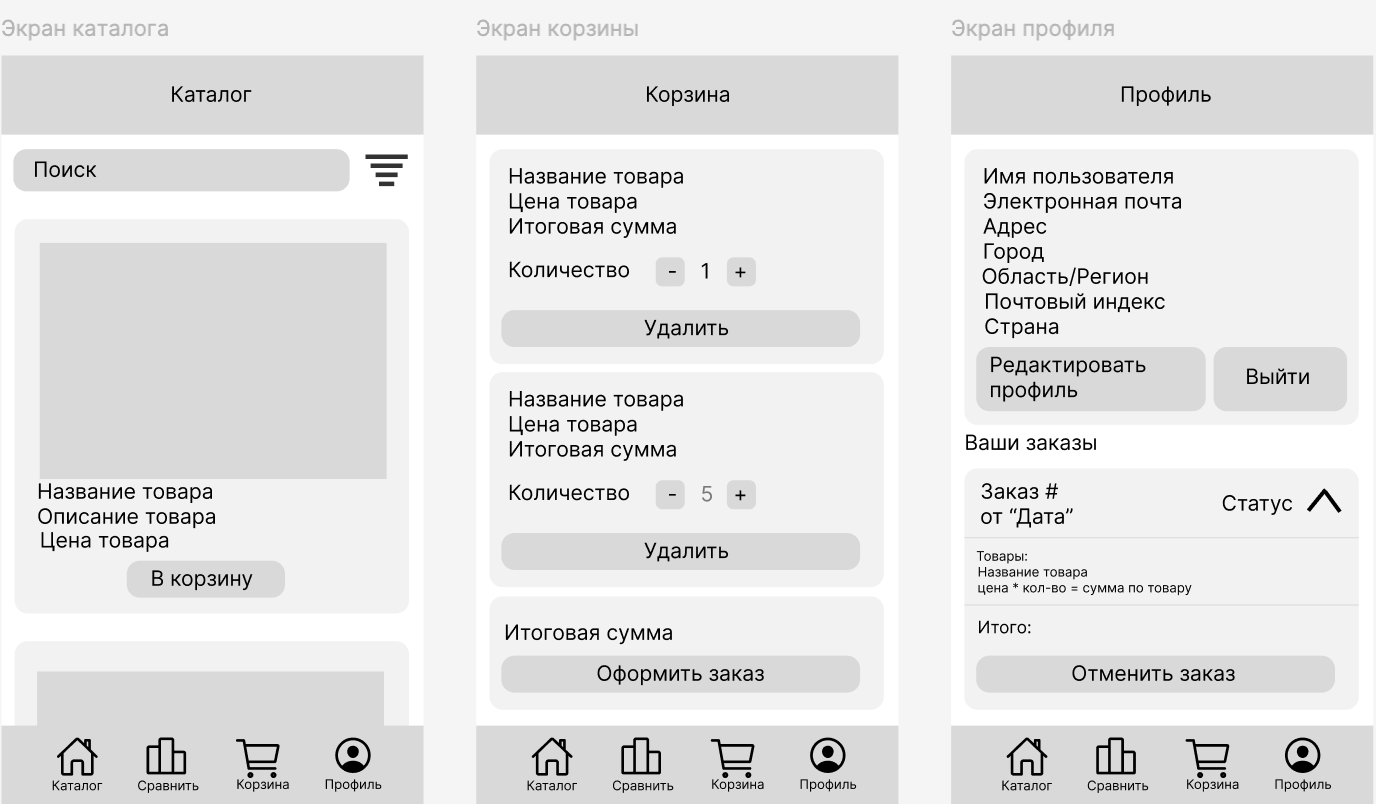 Экран каталога
Каталог
Поиск
Название товара
Описание товара
Цена товара
В корзину
Каталог
Сравнить
Корзина
Профиль
Экран корзины
Корзина
Название товара
Цена товара
Итоговая сумма
Количество - 1 +
Удалить
Название товара
Цена товара
Итоговая сумма
Количество - 5 +
Удалить
Итоговая сумма
Оформить заказ
Каталог
Сравнить
Корзина
Профиль
Экран профиля
Профиль
Имя пользователя
Электронная почта
Адрес
Город
Область/Регион
Почтовый индекс
Страна
Редактировать
профиль
Выйти
Ваши заказы
Заказ #
от “Дата”
Статус
Товары:
Название товара
цена * кол-во = сумма по товару
Итого:
Отменить заказ
Каталог
Сравнить
Корзина
Профиль